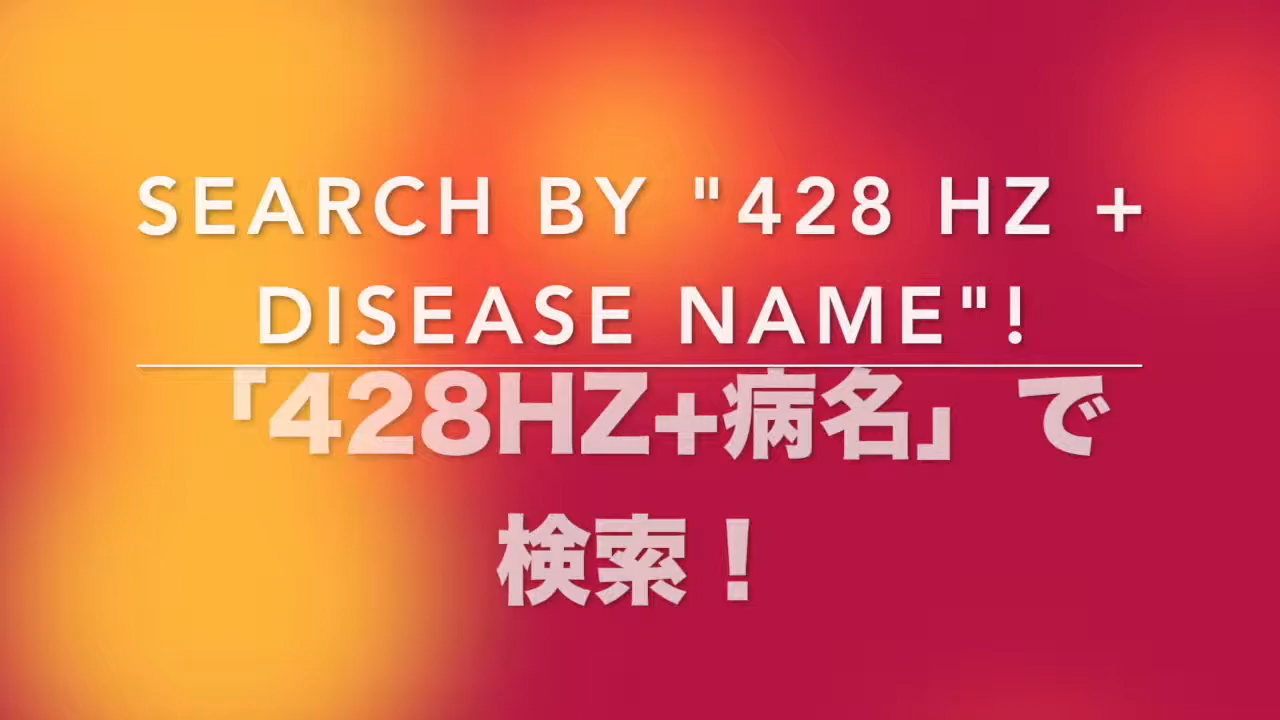 SEARCH BY "428 HZ +
DISEASE NAME"!
「428HZ+病名」で
検索！